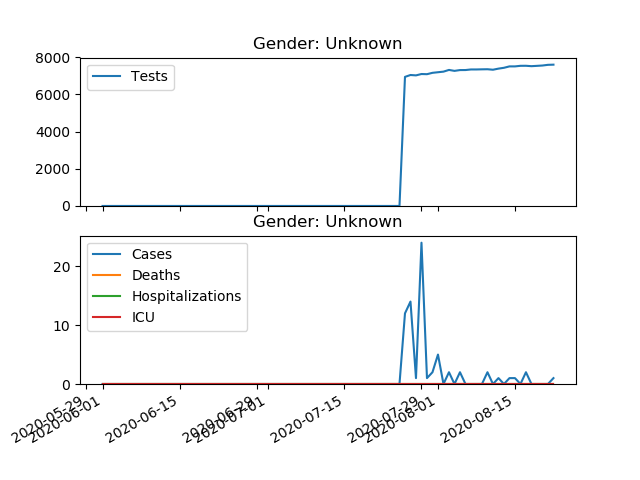 Gender: Unknown
8000
6000
4000
2000
0
Tests
Gender: Unknown
20
10
0
Cases
Deaths
Hospitalizations
ICU
2020-05-29
2020-06-01
2020-06-15
2020-06-29
2020-07-01
2020-07-15
2020-07-29
2020-08-01
2020-08-15